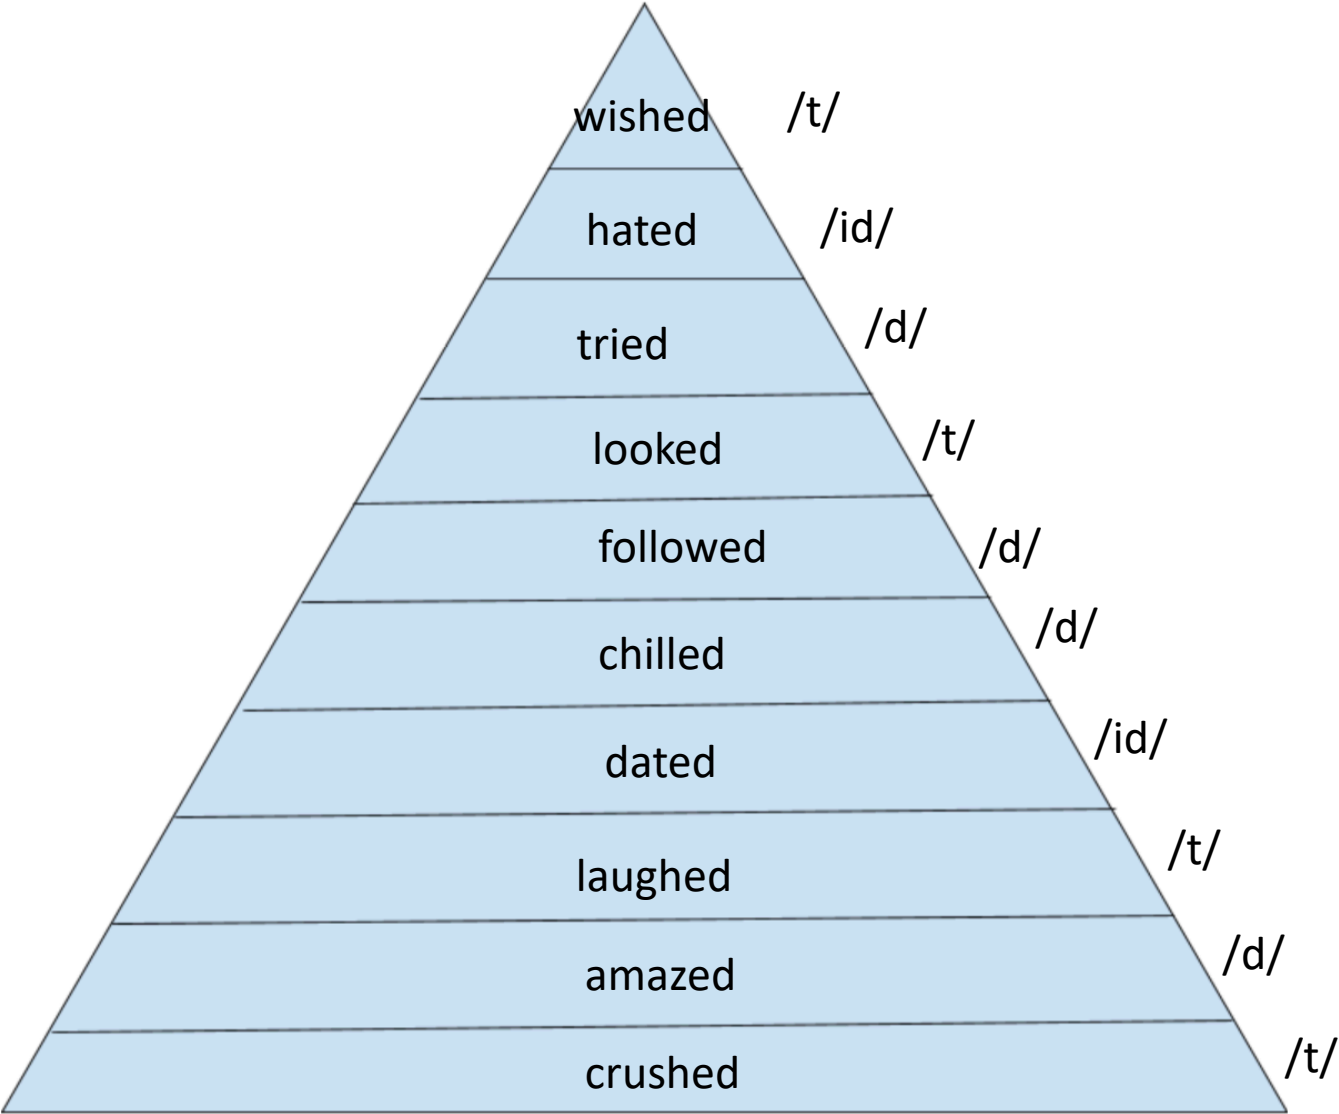 wished /t/
hated /id/
tried /d/
looked /t/
followed /d/
chilled /d/
dated /id/
laughed /t/
amazed /d/
crushed /t/